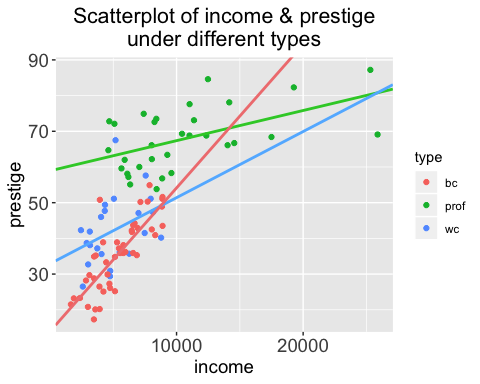 Scatterplot of income & prestige
under different types
90
70
50
30
prestige
10000 20000
income
type
bc
prof
wc